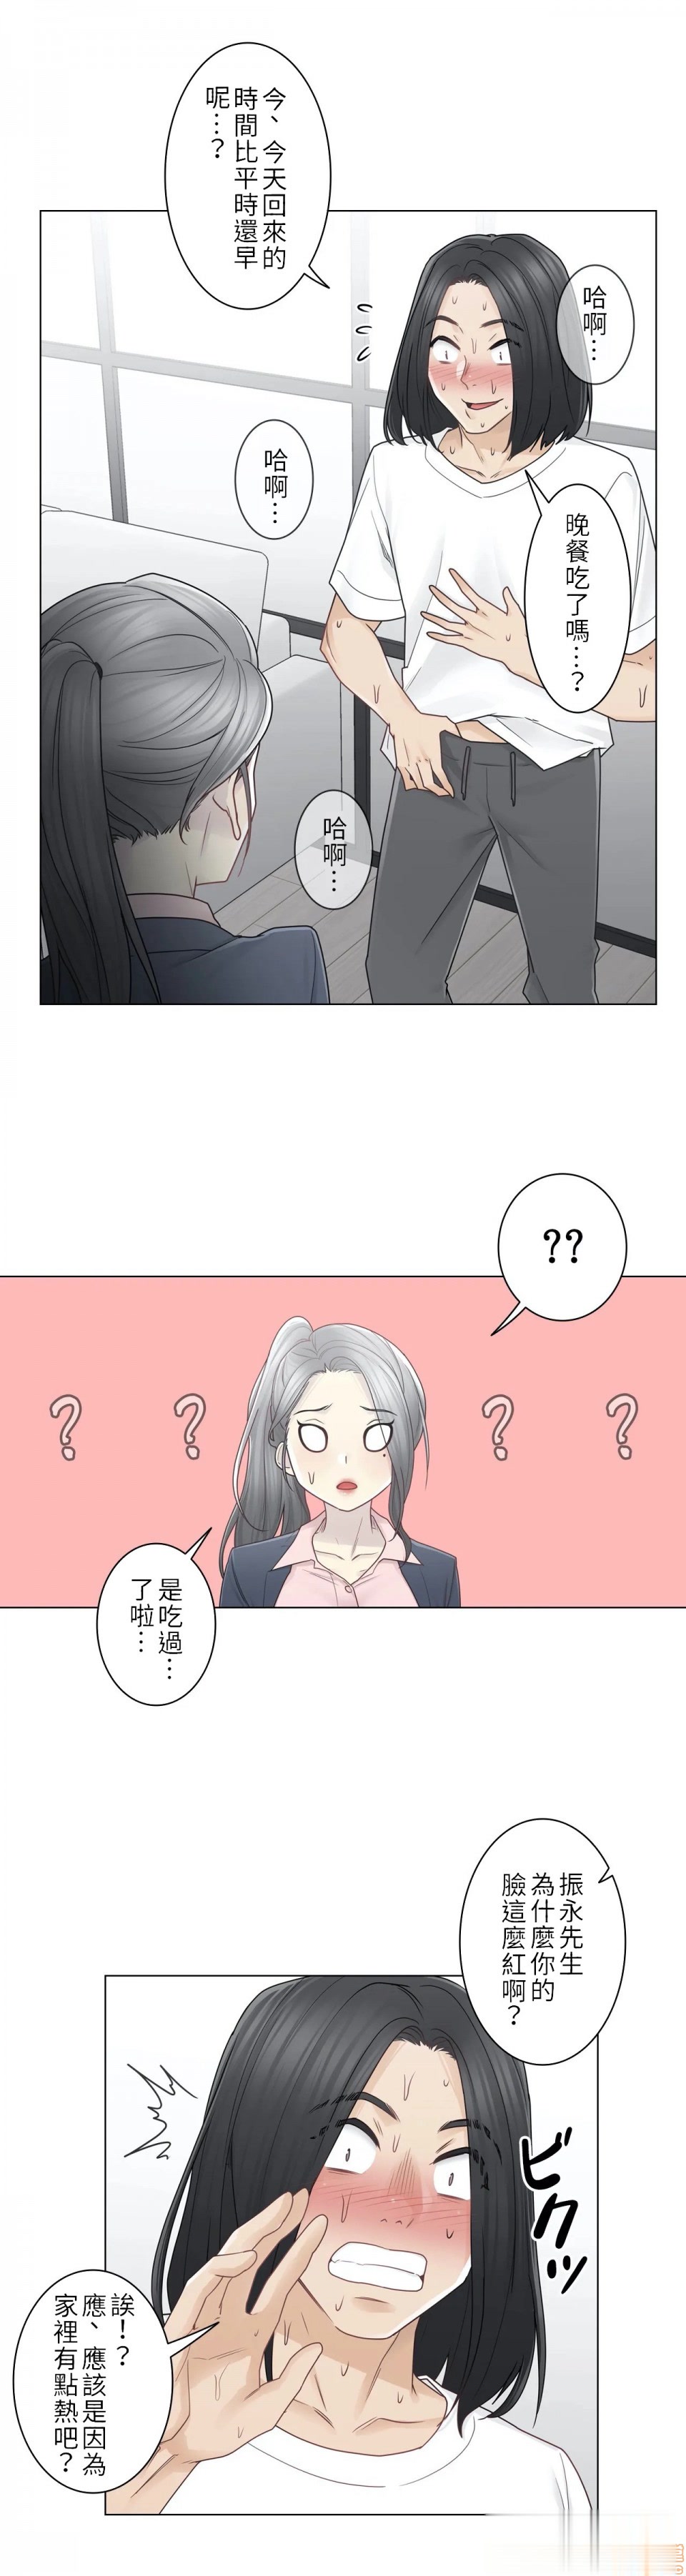 今、今天回來的
時間比平時還早
呢…？
哈啊…
哈啊…
晚餐吃了嗎…？
哈啊…
??
? ? ? ?
是吃過…
了啦…
振永先生
為什麼你的
臉這麼紅啊？
ビクッ
誒！？
應、應該是因為
家裡有點熱吧？